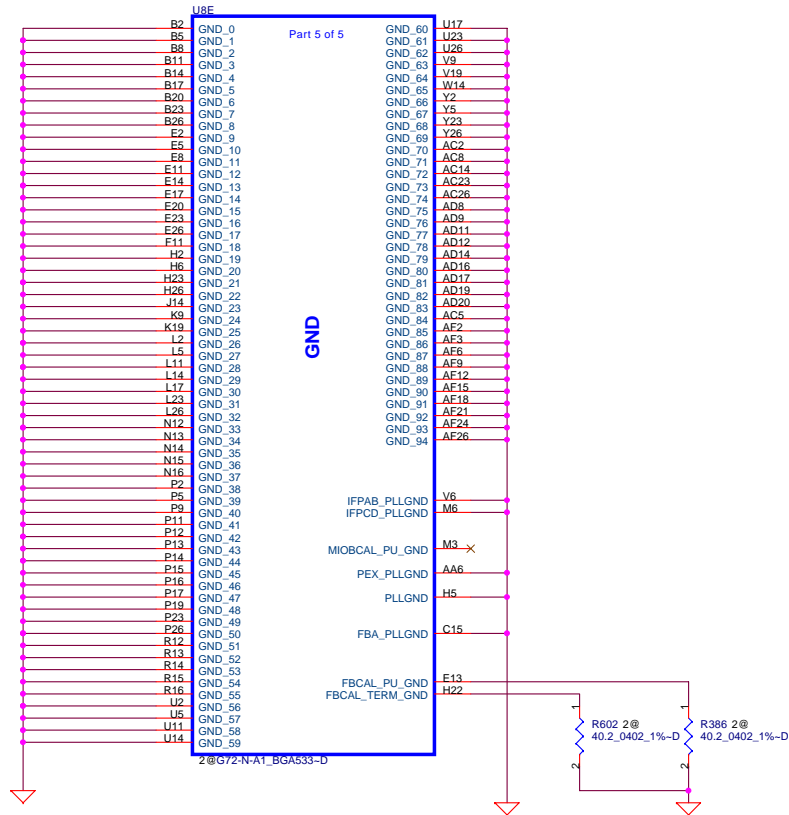 U8E
Part 5 of 5
B2 GND_0
B5 GND_1
B8 GND_2
B11 GND_3
B14 GND_4
B17 GND_5
B20 GND_6
B23 GND_7
B26 GND_8
E2 GND_9
E5 GND_10
E8 GND_11
E11 GND_12
E14 GND_13
E17 GND_14
E20 GND_15
E23 GND_16
E26 GND_17
F11 GND_18
H2 GND_19
H6 GND_20
H23 GND_21
H26 GND_22
J14 GND_23
K9 GND_24
K19 GND_25
L2 GND_26
L5 GND_27
L11 GND_28
L14 GND_29
L17 GND_30
L23 GND_31
L26 GND_32
N12 GND_33
N13 GND_34
N14 GND_35
N15 GND_36
N16 GND_37
P2 GND_38
P5 GND_39
P9 GND_40
P11 GND_41
P12 GND_42
P13 GND_43
P14 GND_44
P15 GND_45
P16 GND_46
P17 GND_47
P19 GND_48
P23 GND_49
P26 GND_50
R12 GND_51
R13 GND_52
R14 GND_53
R15 GND_54
R16 GND_55
U2 GND_56
U5 GND_57
U11 GND_58
U14 GND_59
GND
GND_60 U17
GND_61 U23
GND_62 U26
GND_63 V9
GND_64 V19
GND_65 W14
GND_66 Y2
GND_67 Y5
GND_68 Y23
GND_69 Y26
GND_70 AC2
GND_71 AC8
GND_72 AC14
GND_73 AC23
GND_74 AC26
GND_75 AD8
GND_76 AD9
GND_77 AD11
GND_78 AD12
GND_79 AD14
GND_80 AD16
GND_81 AD17
GND_82 AD19
GND_83 AD20
GND_84 AC5
GND_85 AF2
GND_86 AF3
GND_87 AF6
GND_88 AF9
GND_89 AF12
GND_90 AF15
GND_91 AF18
GND_92 AF21
GND_93 AF24
GND_94 AF26
IFPAB_PLLGND V6
IFPCD_PLLGND M6
MIOBCAL_PU_GND M3
PEX_PLLGND AA6
PLLGND H5
FBA_PLLGND C15
FBCAL_PU_GND E13
FBCAL_TERM_GND H22
2@G72-N-A1_BGA533~D
1
R602 2@
40.2_0402_1%~D
2
1
R386 2@
40.2_0402_1%~D
2